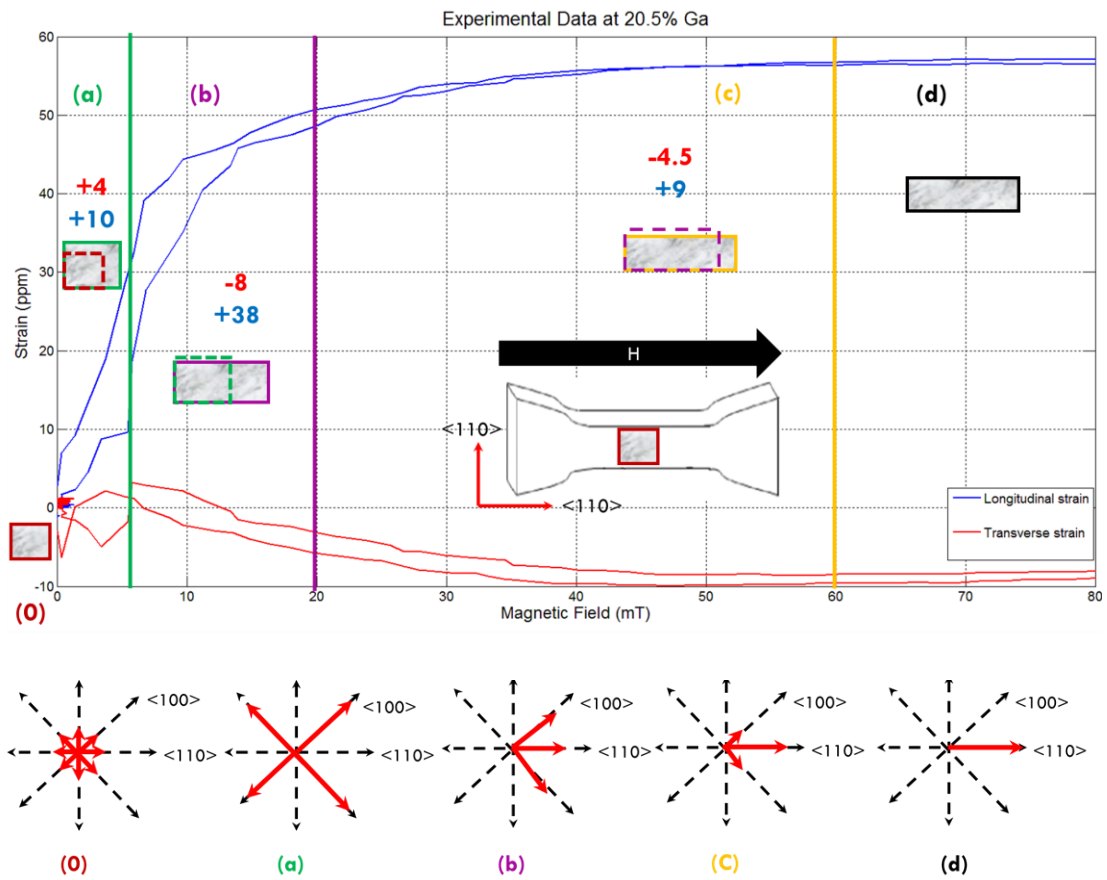 Experimental Data at 20.5% Ga
60
50
40
30
20
10
0
-10
Strain (ppm)
(a)
(b)
(c)
(d)
+4
+10
-8
+38
-4.5
+9
H
<110>
<110>
Longitudinal strain
Transverse strain
0
10
20
30
40
50
60
70
80
Magnetic Field (mT)
(0)
<100>
<110>
<100>
<110>
<100>
<110>
<100>
<110>
<100>
<110>
(0)
(a)
(b)
(C)
(d)